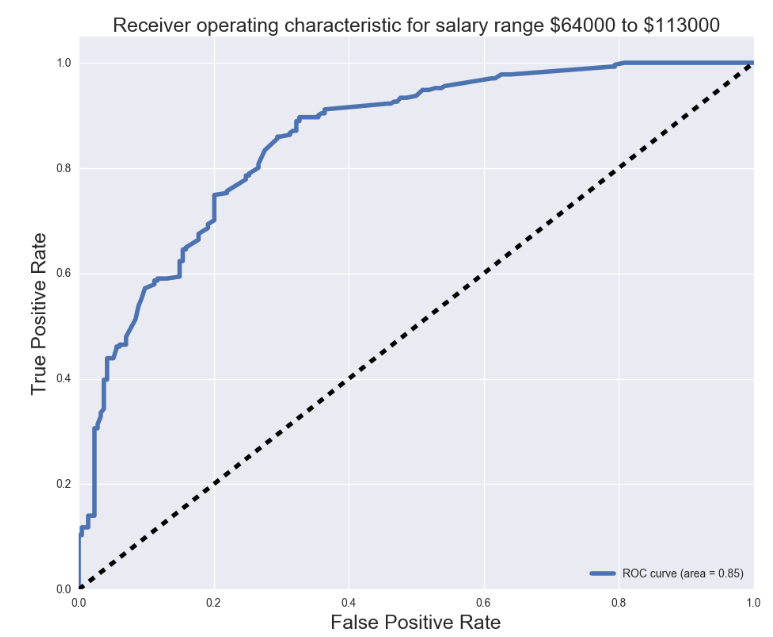 Receiver operating characteristic for salary range $64000 to $113000
1.0
0.8
0.6
0.4
0.2
0.0
True Positive Rate
ROC curve (area = 0.85)
0.0 0.2 0.4 0.6 0.8 1.0
False Positive Rate